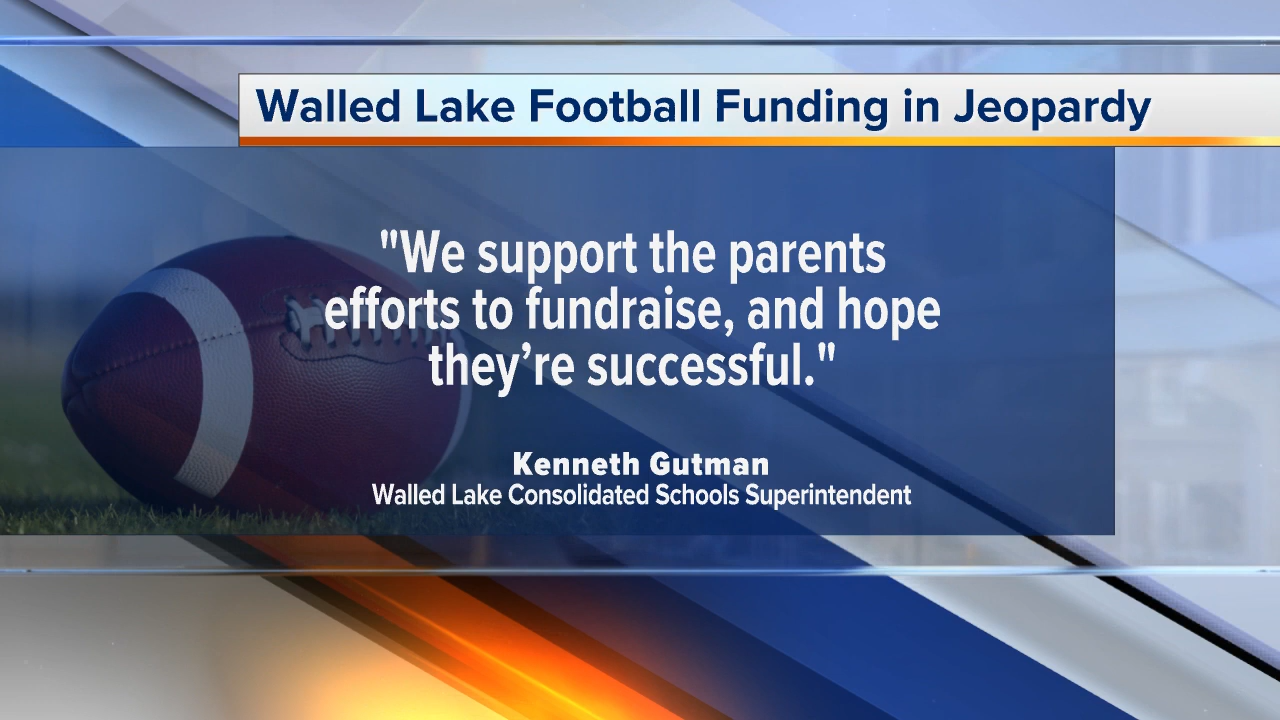 Walled Lake Football Funding in Jeopardy
"We support the parents
efforts to fundraise, and hope
they’re successful."
Kenneth Gutman
Walled Lake Consolidated Schools Superintendent